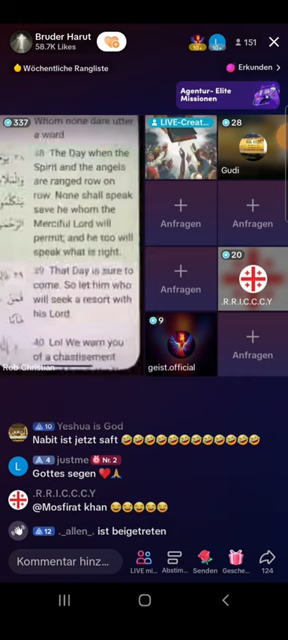 Bruder Harut
58.7K Likes
10+
10+
151
Wöchentliche Rangliste
Erkunden >
Agentur- Elite
Missionen
337
Whom none dare utter
a word
38 The Day when the
Spirit and the angels
are ranged row on
row. None shall speak
save he whom the
Merciful Lord will
permit; and he too will
speak what is right.
39 That Day is sure to
come. So let him who
will seek a resort with
his Lord
40 Lo! We warn you
of a chastisement
Rob Christian
LIVE-Creat...
28
Gudi
Anfragen
Anfragen
Anfragen
20
.R.R.I.C.C.C.Y
9
geist.official
Anfragen
10 Yeshua is God
Nabit ist jetzt saft 🤣🤣🤣🤣🤣🤣🤣🤣🤣🤣🤣🤣
L
4 justme Nr. 2
Gottes segen ❤️🙏
.R.R.I.C.C.C.Y
@Mosfirat khan 😂😂😂😂😂
12 ._allen_. ist beigetreten
Kommentar hinz...
LIVE mi...
Abstim...
Senden
Gesche...
124